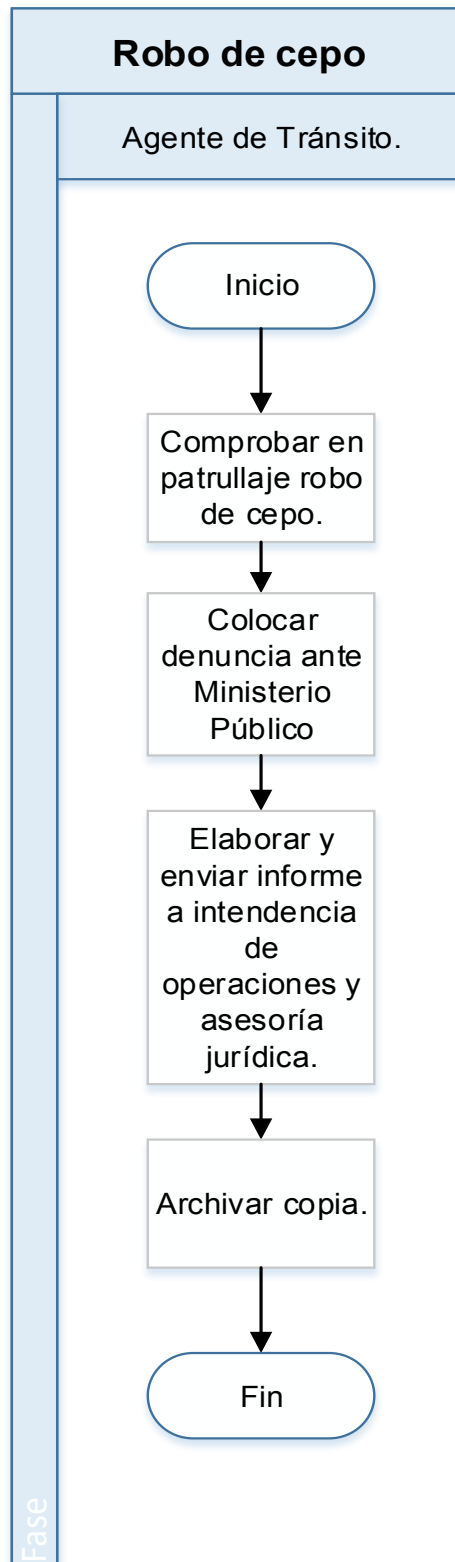 Robo de cepo
Agente de Tránsito.
Inicio
Comprobar en
patrullaje robo
de cepo.
Colocar
denuncia ante
Ministerio
Público
Elaborar y
enviar informe
a intendencia
de
operaciones y
asesoría
jurídica.
Archivar copia.
Fin
Fase